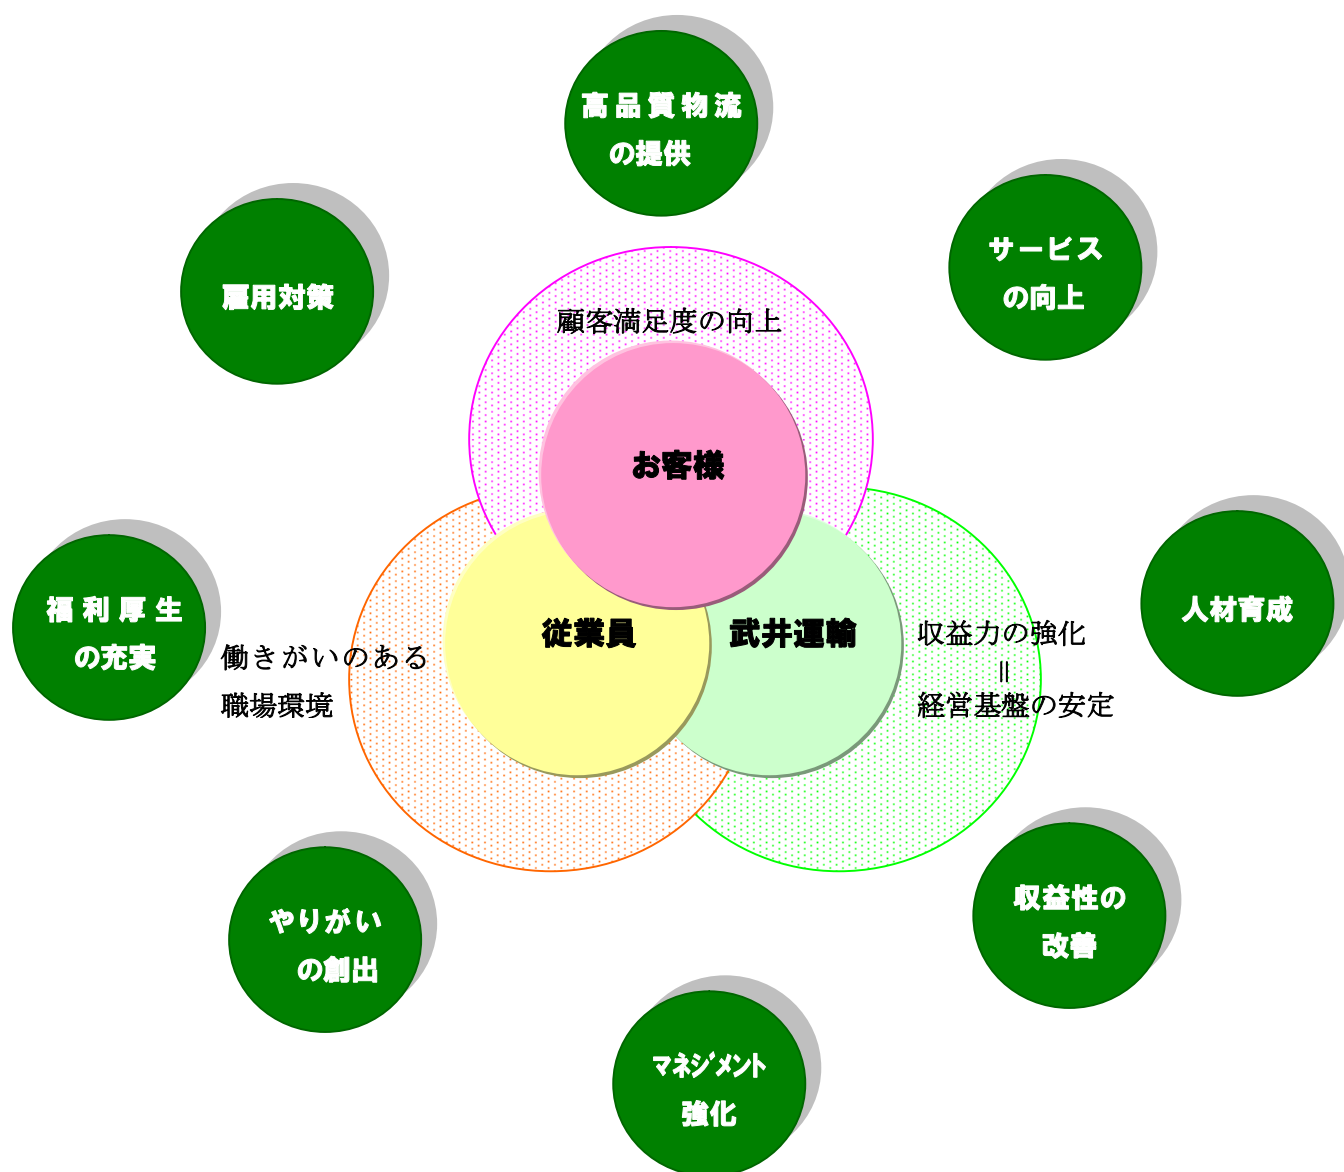 高品質物流
の提供
サービス
の向上
雇用対策
顧客満足度の向上
お客様
福利厚生
の充実
働きがいのある
職場環境
従業員
武井運輸
収益力の強化
＝
経営基盤の安定
人材育成
やりがい
の創出
収益性の
改善
マネジメント
強化